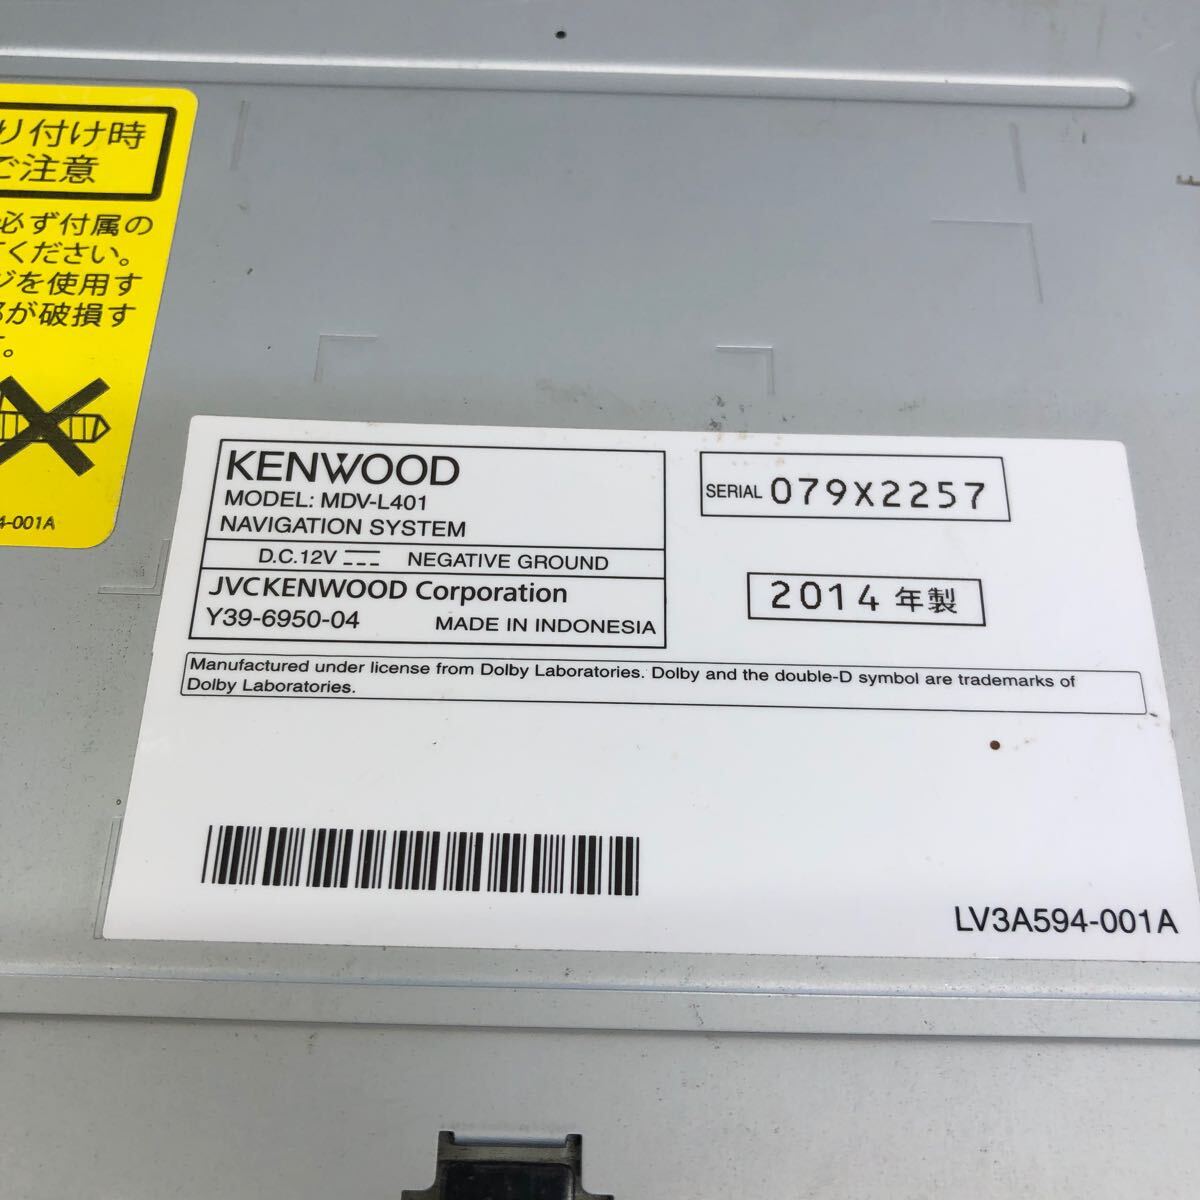 り付け時
ご注意
必ず付属の
てください。
ジを使用す
が破損す
す。
4-001A
KENWOOD
MODEL: MDV-L401
NAVIGATION SYSTEM
D.C.12V NEGATIVE GROUND
JVCKENWOOD Corporation
Y39-6950-04 MADE IN INDONESIA
SERIAL 079X2257
2014 年製
Manufactured under license from Dolby Laboratories. Dolby and the double-D symbol are trademarks of
Dolby Laboratories.
LV3A594-001A